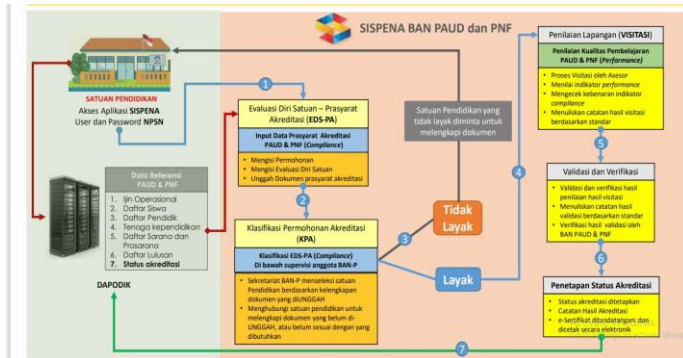 SISPENA BAN PAUD dan PNF
SATUAN PENDIDIKAN
Akses Aplikasi SISPENA
User dan Password NPSN
Data Referensi
PAUD & PNF
1. Ijin Operasional
2. Daftar Siswa
3. Daftar Pendidik
4. Tenaga kependidikan
5. Daftar Sarana dan
Prasarana
6. Daftar Lulusan
7. Status akreditasi
DAPODIK
1
Evaluasi Diri Satuan – Prasyarat
Akreditasi (EDS-PA)
Input Data Prasyarat Akreditasi
PAUD & PNF (Compliance)
• Mengisi Permohonan
• Mengisi Evaluasi Diri Satuan
• Unggah Dokumen prasyarat akreditasi
2
Klasifikasi Permohonan Akreditasi
(KPA)
Klasifikasi EDS-PA (Compliance)
Di bawah supervisi anggota BAN-P
• Sekretariat BAN-P menseleksi satuan
Pendidikan berdasarkan kelengkapan
dokumen yang diUNGGAH
• Menghubungi satuan pendidikan untuk
melengkapi dokumen yang belum di-
UNGGAH, atau belum sesuai dengan yang
dibutuhkan
Satuan Pendidikan yang
tidak layak diminta untuk
melengkapi dokumen
3
Tidak
Layak
Layak
4
Penilaian Lapangan (VISITASI)
Penilaian Kualitas Pembelajaran
PAUD & PNF (Performance)
• Proses Visitasi oleh Asesor
• Menilai indikator performance
• Mengecek kebenaran indikator
compliance
• Menuliskan catatan hasil visitasi
berdasarkan standar
5
Validasi dan Verifikasi
• Validasi dan verifikasi hasil
penilaian hasil visitasi
• Menuliskan catatan hasil
validasi berdasarkan standar
• Verifikasi hasil validasi oleh
BAN PAUD & PNF
6
Penetapan Status Akreditasi
• Status akreditasi ditetapkan
• Catatan Hasil Akreditasi
• e-Sertifikat ditandatangani dan
dicetak secara elektronik
7